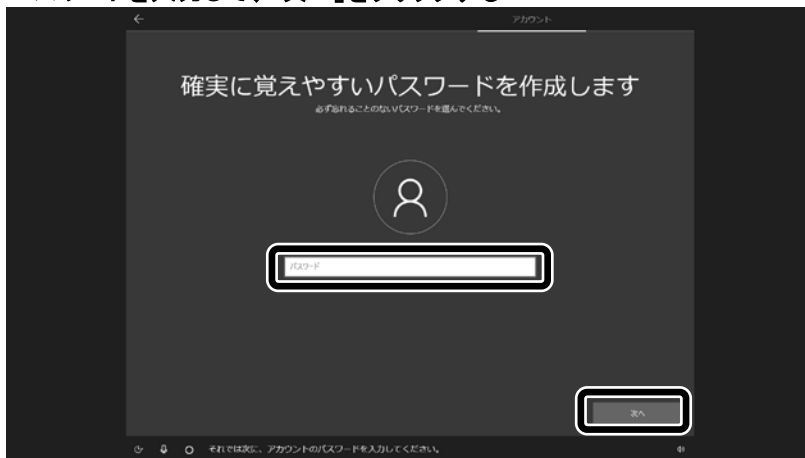 アカウント
確実に覚えやすいパスワードを作成します
必ず忘れることのないパスワードを選んでください。
パスワード
次へ
それでは次に、アカウントのパスワードを入力してください。